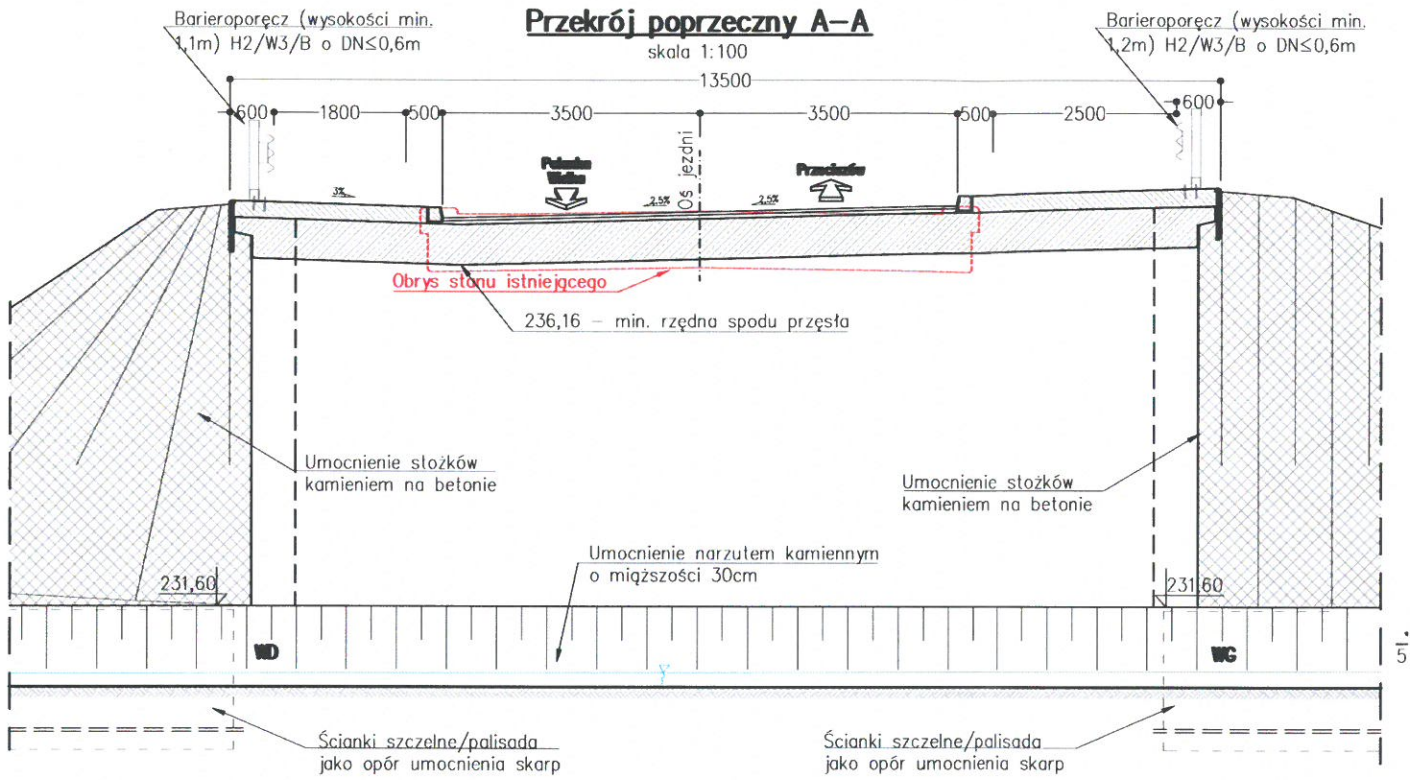 Przekrój poprzeczny A-A
skala 1:100
Barieroporęcz (wysokości min.
1,1m) H2/W3/B o DN≤0,6m
Barieroporęcz (wysokości min.
1,2m) H2/W3/B o DN≤0,6m
13500
600 1800 500 3500 3500 500 2500 600
Oś jezdni
Polanka
Wielka
Przeciszów
3%
2,5%
2,5%
Obrys stanu istniejącego
236,16 – min. rzędna spodu przęsła
Umocnienie stożków
kamieniem na betonie
Umocnienie stożków
kamieniem na betonie
Umocnienie narzutem kamiennym
o miąższości 30cm
231,60
231,60
WD
WG
Ścianki szczelne/palisada
jako opór umocnienia skarp
Ścianki szczelne/palisada
jako opór umocnienia skarp